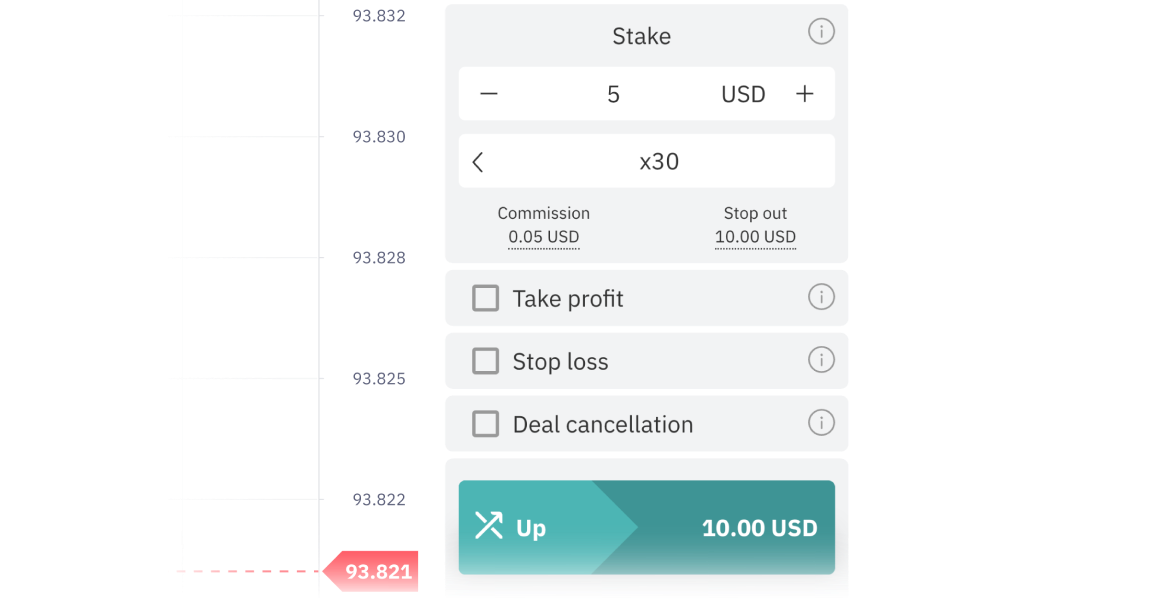 93.832
93.830
93.828
93.825
93.822
93.821
Stake
5 USD
x30
Commission
0.05 USD
Stop out
10.00 USD
Take profit
Stop loss
Deal cancellation
Up 10.00 USD